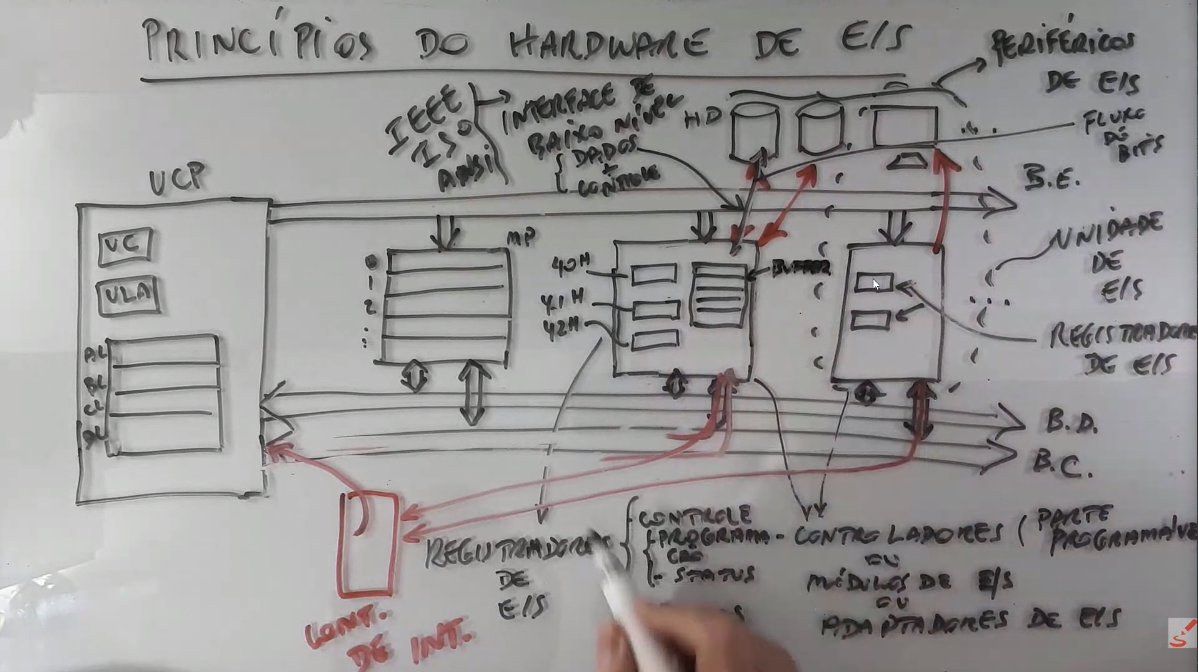 PRINCÍPIOS DO HARDWARE DE E/S
PERIFÉRICOS
DE E/S
IEEE
ISO
ANSI
INTERFACE DE
BAIXO NÍVEL
DADOS
E
CONTROLE
HD
FLUXO
DE
BITS
UCP
B.E.
UC
ULA
MP
0
1
2
:
40H
41H
42H
BUFFER
UNIDADE
DE
E/S
REGISTRADORES
DE E/S
AL
BL
CL
DL
B.D.
B.C.
CONT.
DE INT.
REGISTRADORES
DE
E/S
CONTROLE
- PROGRAMA-
ÇÃO
- STATUS
CONTROLADORES (PARTE
PROGRAMÁVE
OU
MÓDULOS DE E/S
OU
ADAPTADORES DE E/S
S